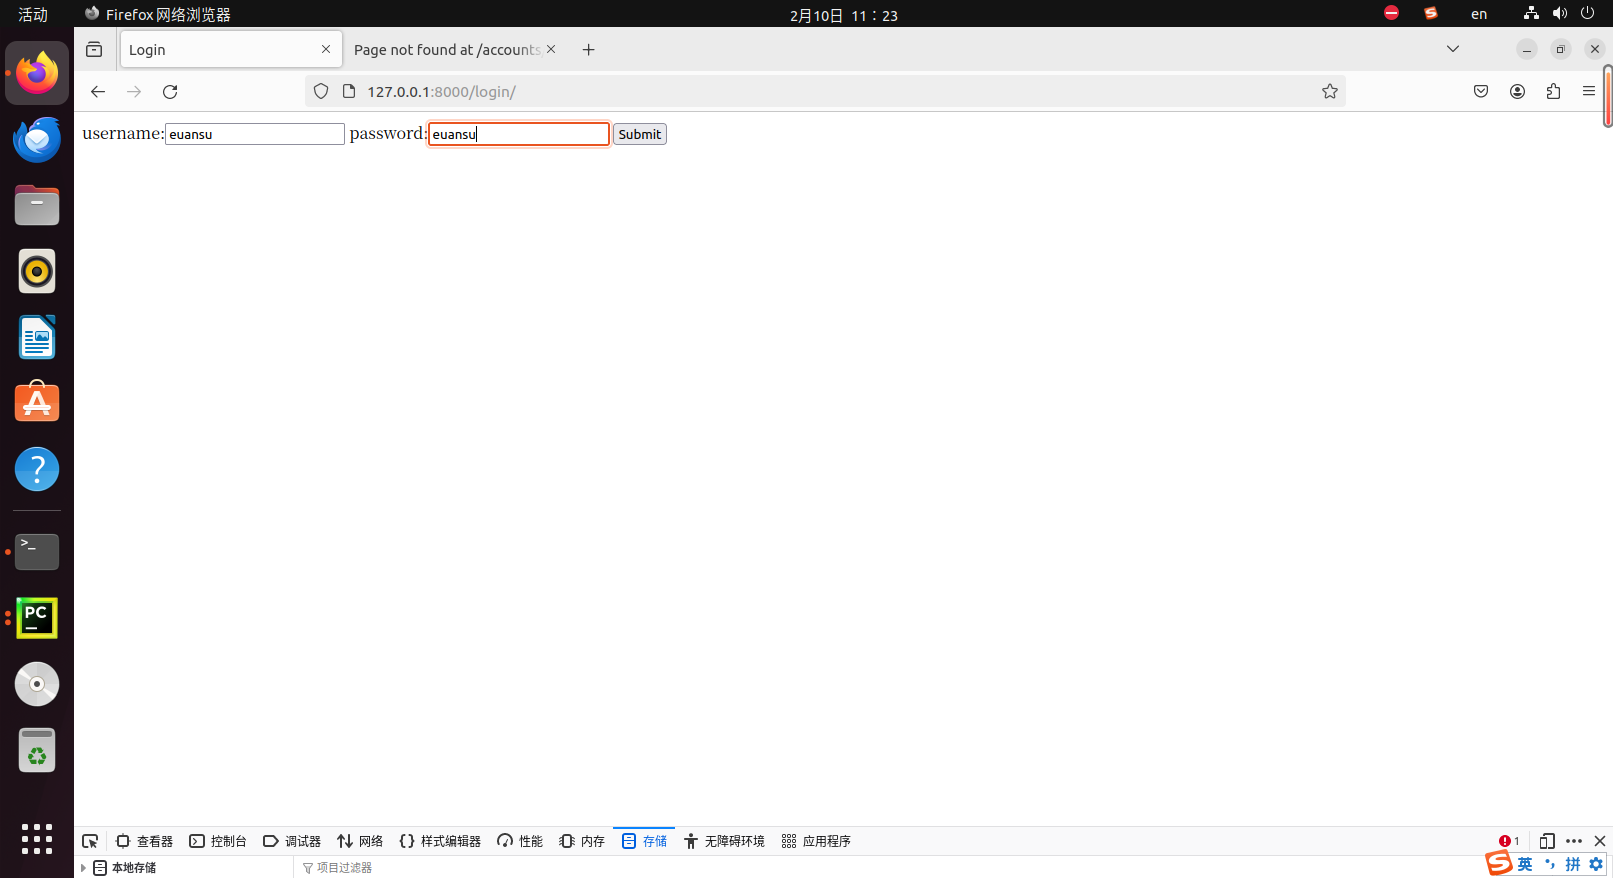 活动 Firefox 网络浏览器 2月10日 11：23 en
Login Page not found at /accounts
127.0.0.1:8000/login/
username: euansu password: euansu Submit
>_
PC
查看器 控制台 调试器 网络 样式编辑器 性能 内存 存储 无障碍环境 应用程序 1
本地存储 项目过滤器 英 拼